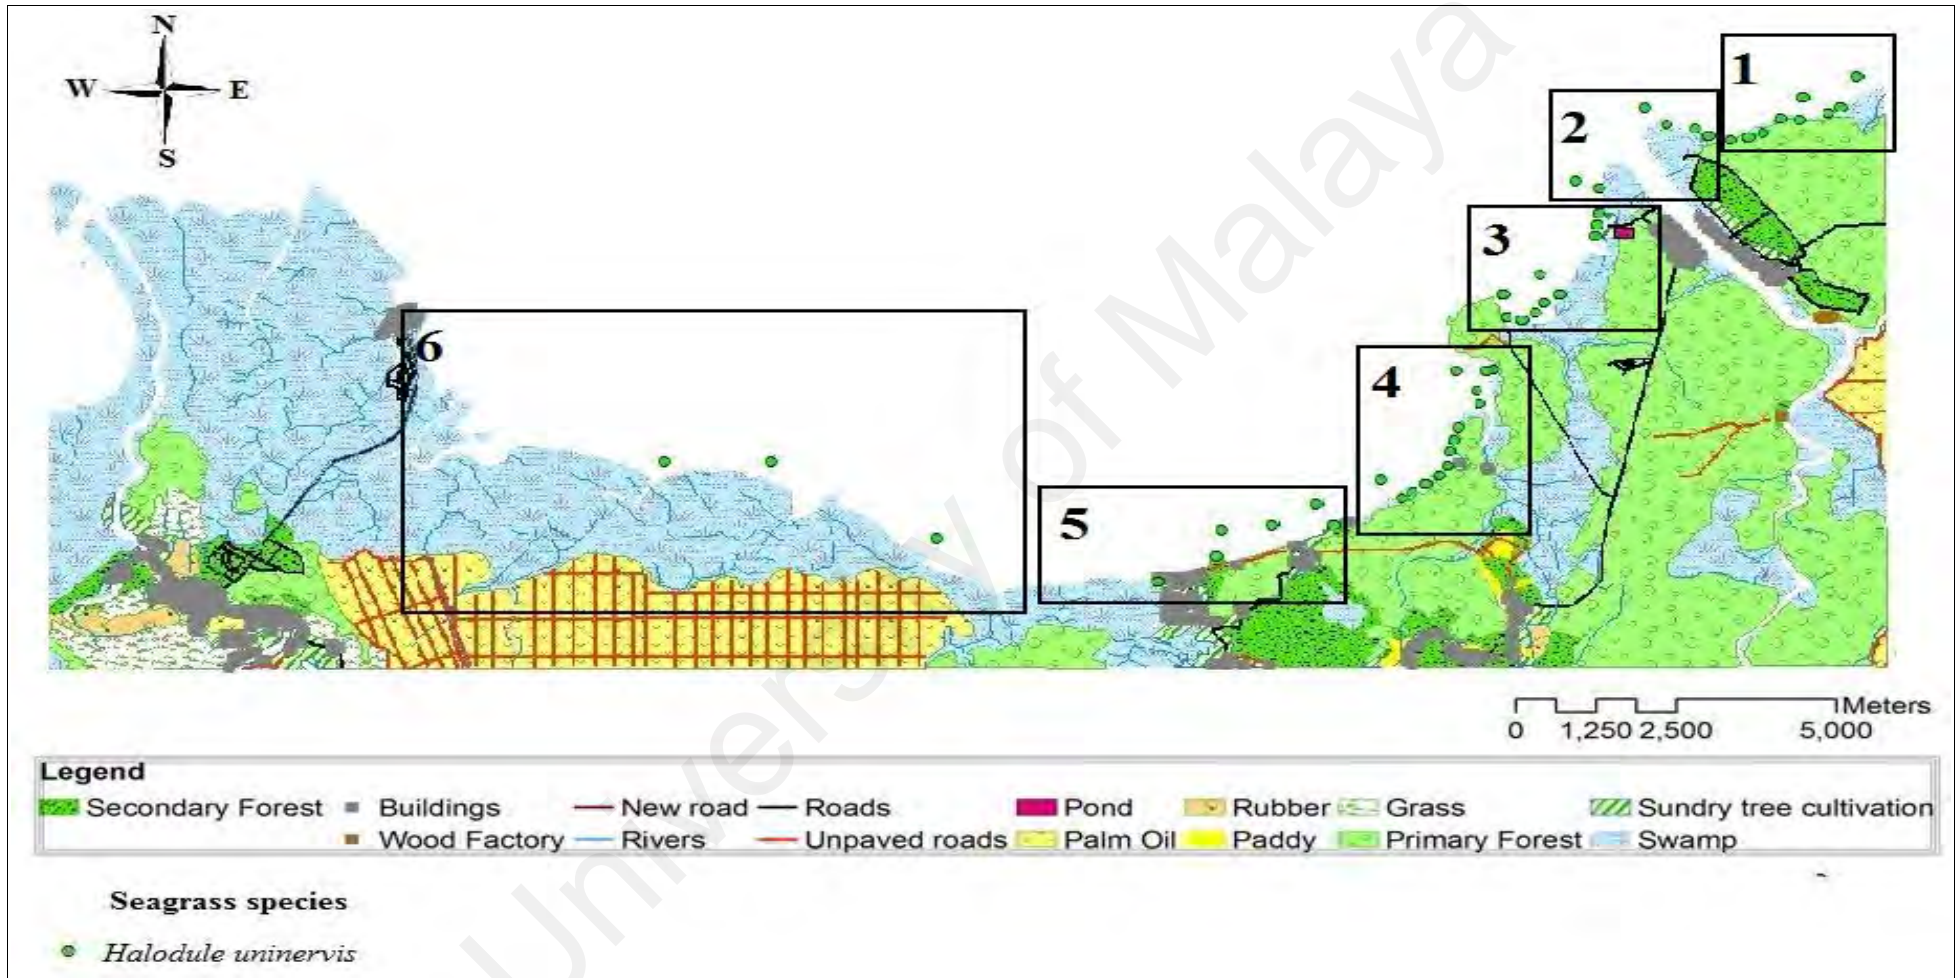 N
W E
S
1
2
3
4
5
6
Meters
0 1,250 2,500 5,000
Legend
Secondary Forest Buildings New road Roads Pond Rubber Grass Sundry tree cultivation
Wood Factory Rivers Unpaved roads Palm Oil Paddy Primary Forest Swamp
Seagrass species
Halodule uninervis
University of Malaya